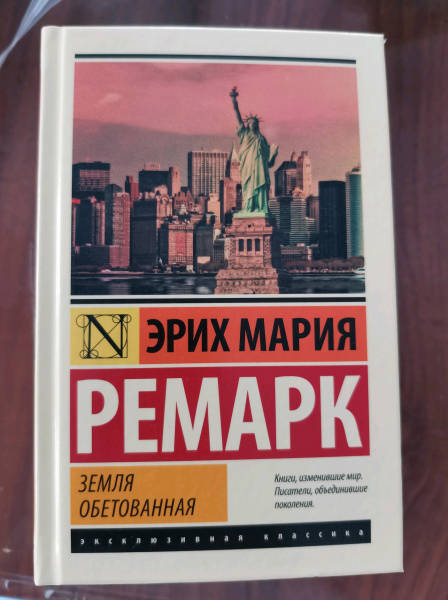 N
ЭРИХ МАРИЯ
РЕМАРК
ЗЕМЛЯ
ОБЕТОВАННАЯ
Книги, изменившие мир.
Писатели, объединившие
поколения.
эксклюзивная классика